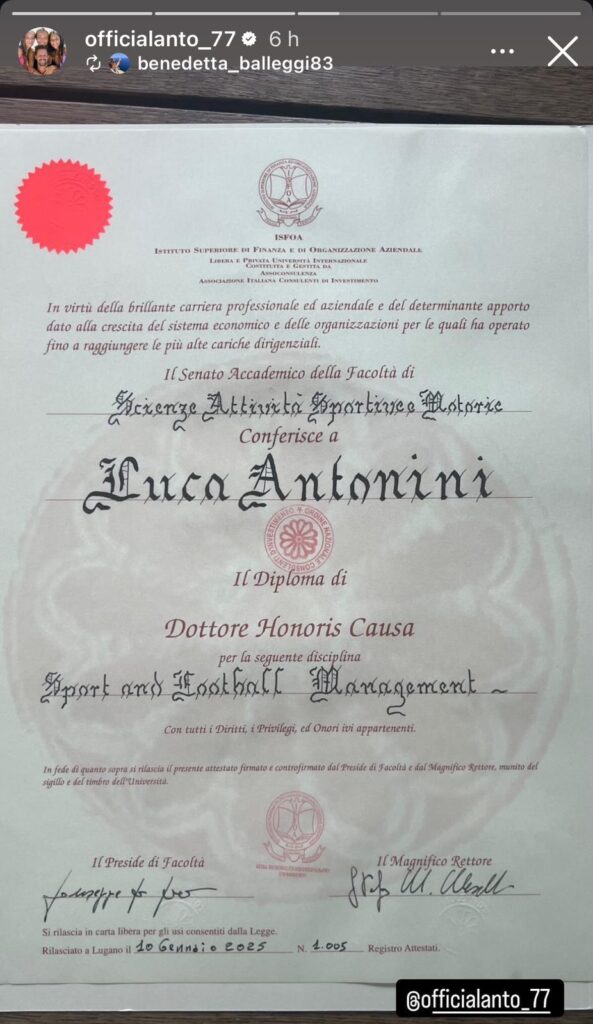 officialanto_77 6 h
benedetta_balleggi83
ISFOA
Istituto Superiore di Finanza e di Organizzazione Aziendale
Libera e Privata Università Internazionale
Costituita e Gestita da
Assoconsulenza
Associazione Italiana Consulenti di Investimento
In virtù della brillante carriera professionale ed aziendale e del determinante apporto
dato alla crescita del sistema economico e delle organizzazioni per le quali ha operato
fino a raggiungere le più alte cariche dirigenziali.
Il Senato Accademico della Facoltà di
Scienze Attività Sportive e Motorie
Conferisce a
Luca Antonini
Il Diploma di
Dottore Honoris Causa
per la seguente disciplina
Sport and Football Management ~
Con tutti i Diritti, i Privilegi, ed Onori ivi appartenenti.
In fede di quanto sopra si rilascia il presente attestato firmato e controfirmato dal Preside di Facoltà e dal Magnifico Rettore, munito del
sigillo e del timbro dell'Università.
Il Preside di Facoltà
Il Magnifico Rettore
Si rilascia in carta libera per gli usi consentiti dalla Legge.
Rilasciato a Lugano il 10 Gennaio 2025 N. 1.005 Registro Attestati.
@officialanto_77